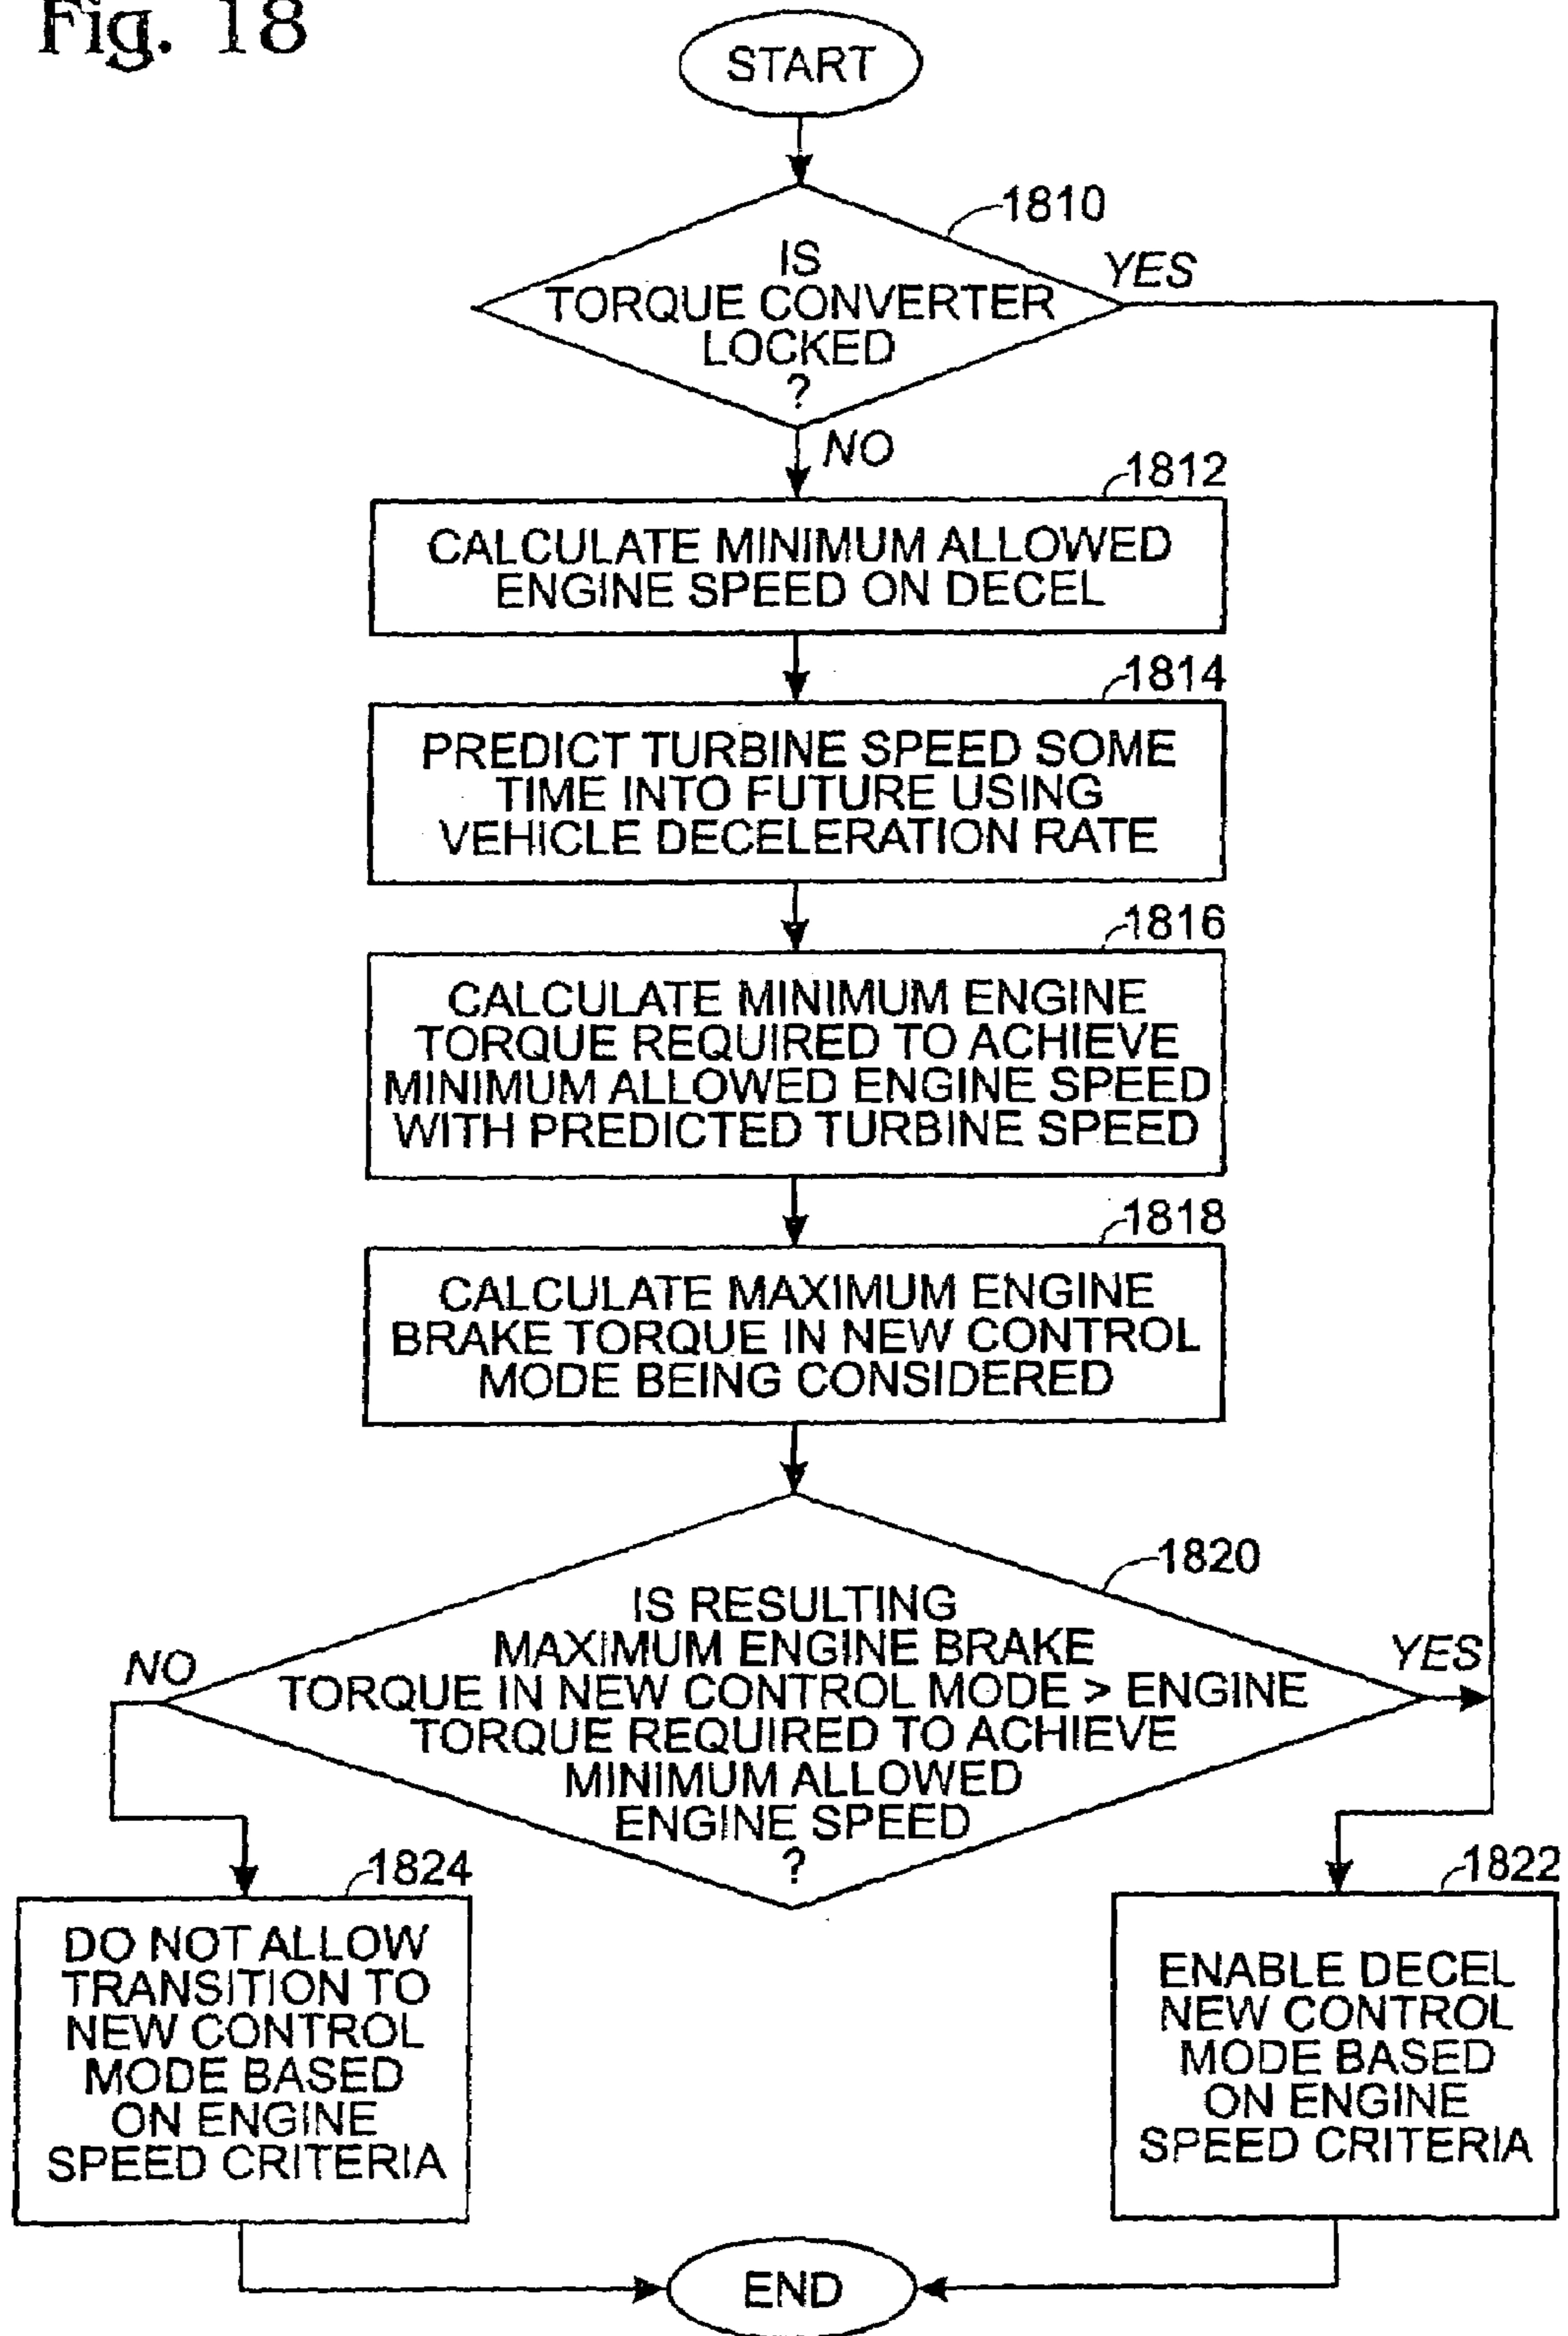 Fig. 18
START
1810
IS
TORQUE CONVERTER
LOCKED
?
YES
NO
1812
CALCULATE MINIMUM ALLOWED
ENGINE SPEED ON DECEL
1814
PREDICT TURBINE SPEED SOME
TIME INTO FUTURE USING
VEHICLE DECELERATION RATE
1816
CALCULATE MINIMUM ENGINE
TORQUE REQUIRED TO ACHIEVE
MINIMUM ALLOWED ENGINE SPEED
WITH PREDICTED TURBINE SPEED
1818
CALCULATE MAXIMUM ENGINE
BRAKE TORQUE IN NEW CONTROL
MODE BEING CONSIDERED
1820
IS RESULTING
MAXIMUM ENGINE BRAKE
TORQUE IN NEW CONTROL MODE > ENGINE
TORQUE REQUIRED TO ACHIEVE
MINIMUM ALLOWED
ENGINE SPEED
?
NO
YES
1824
DO NOT ALLOW
TRANSITION TO
NEW CONTROL
MODE BASED
ON ENGINE
SPEED CRITERIA
1822
ENABLE DECEL
NEW CONTROL
MODE BASED
ON ENGINE
SPEED CRITERIA
END